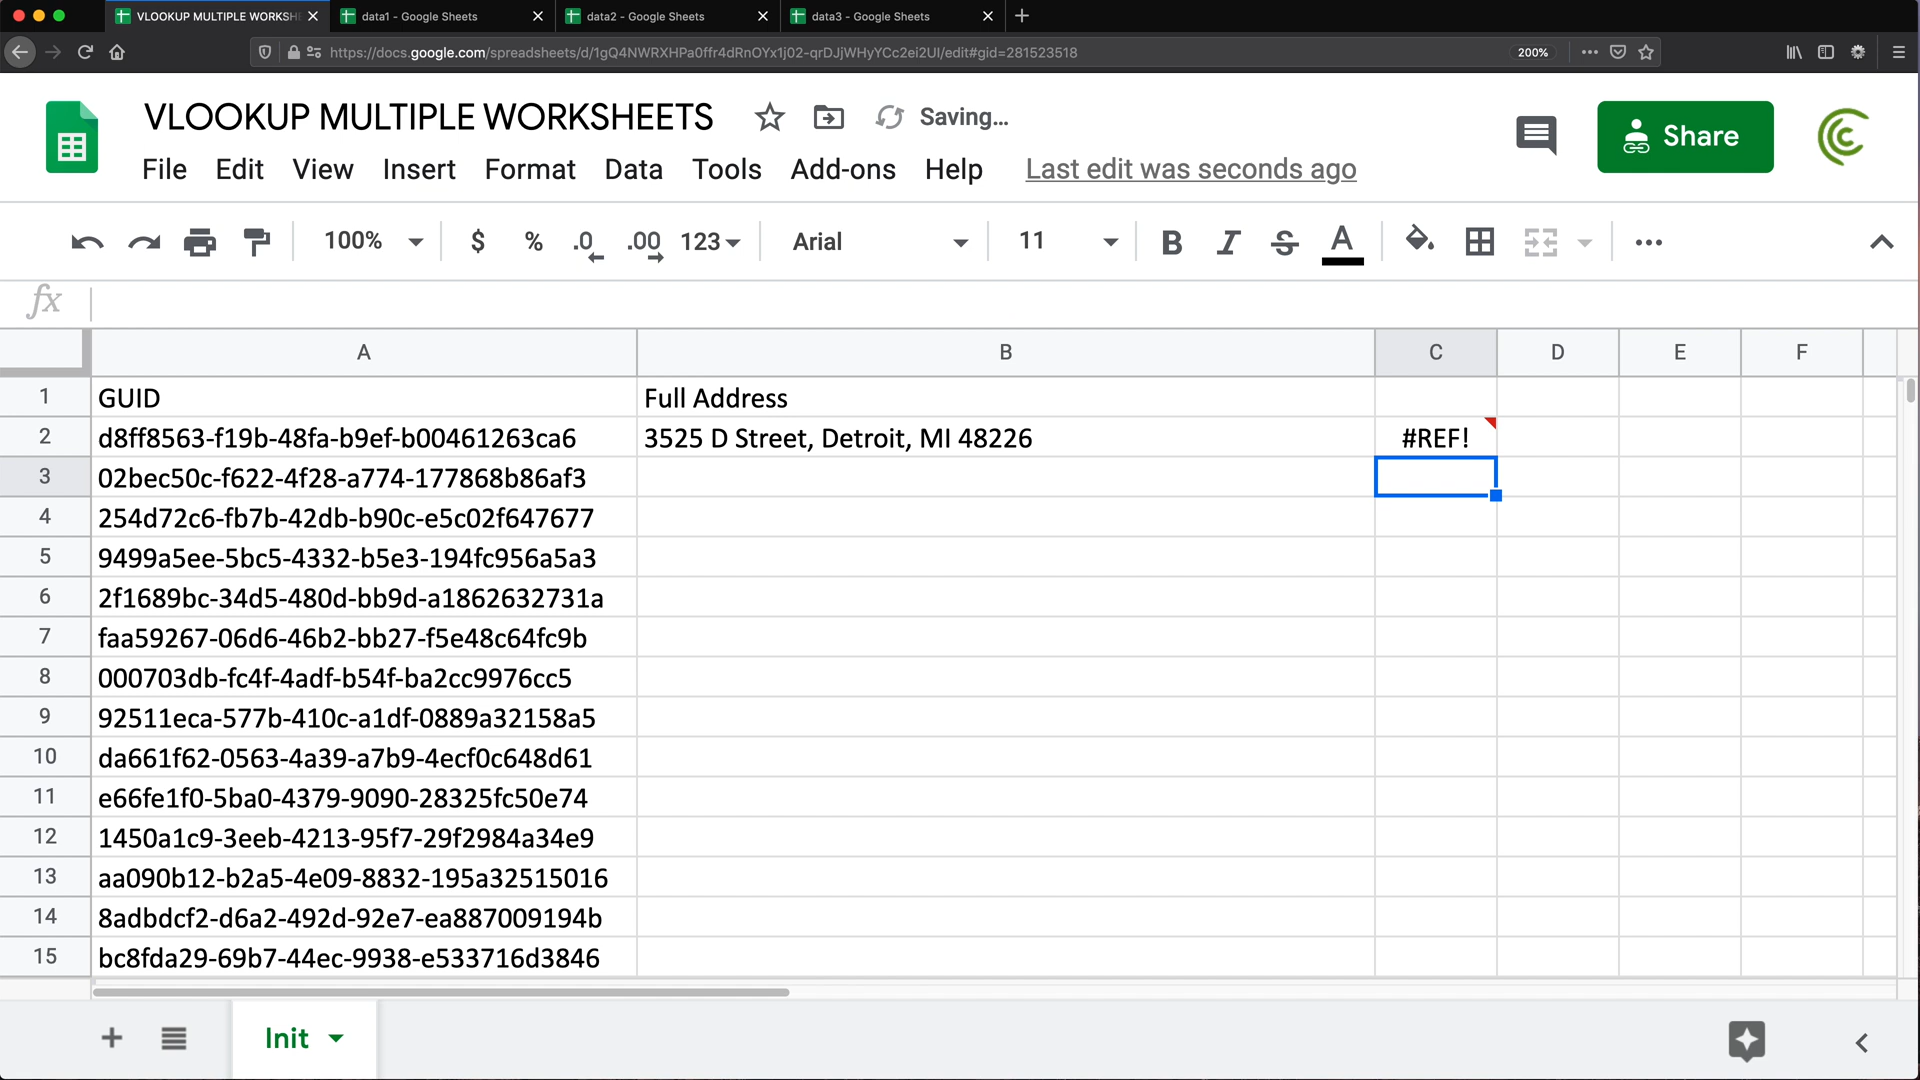 VLOOKUP MULTIPLE WORKSHE
data1 - Google Sheets
data2 - Google Sheets
data3 - Google Sheets
https://docs.google.com/spreadsheets/d/1gQ4NWRXHPa0ffr4dRnOYx1j02-qrDJjWHyYCc2ei2UI/edit#gid=281523518
200%
VLOOKUP MULTIPLE WORKSHEETS
Saving...
File Edit View Insert Format Data Tools Add-ons Help Last edit was seconds ago
Share
100% $ % .0 .00 123 Arial 11 B I S A
fx
A B C D E F
1 GUID Full Address
2 d8ff8563-f19b-48fa-b9ef-b00461263ca6 3525 D Street, Detroit, MI 48226 #REF!
3 02bec50c-f622-4f28-a774-177868b86af3
4 254d72c6-fb7b-42db-b90c-e5c02f647677
5 9499a5ee-5bc5-4332-b5e3-194fc956a5a3
6 2f1689bc-34d5-480d-bb9d-a1862632731a
7 faa59267-06d6-46b2-bb27-f5e48c64fc9b
8 000703db-fc4f-4adf-b54f-ba2cc9976cc5
9 92511eca-577b-410c-a1df-0889a32158a5
10 da661f62-0563-4a39-a7b9-4ecf0c648d61
11 e66fe1f0-5ba0-4379-9090-28325fc50e74
12 1450a1c9-3eeb-4213-95f7-29f2984a34e9
13 aa090b12-b2a5-4e09-8832-195a32515016
14 8adbdcf2-d6a2-492d-92e7-ea887009194b
15 bc8fda29-69b7-44ec-9938-e533716d3846
Init